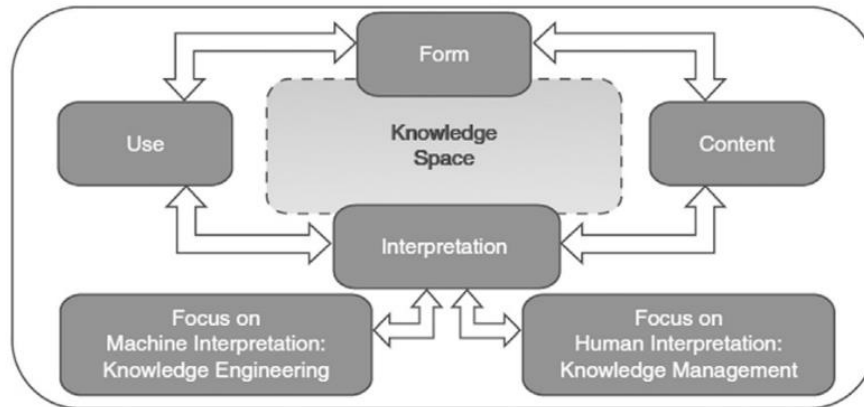 Form
Use
Knowledge
Space
Content
Interpretation
Focus on
Machine Interpretation:
Knowledge Engineering
Focus on
Human Interpretation:
Knowledge Management